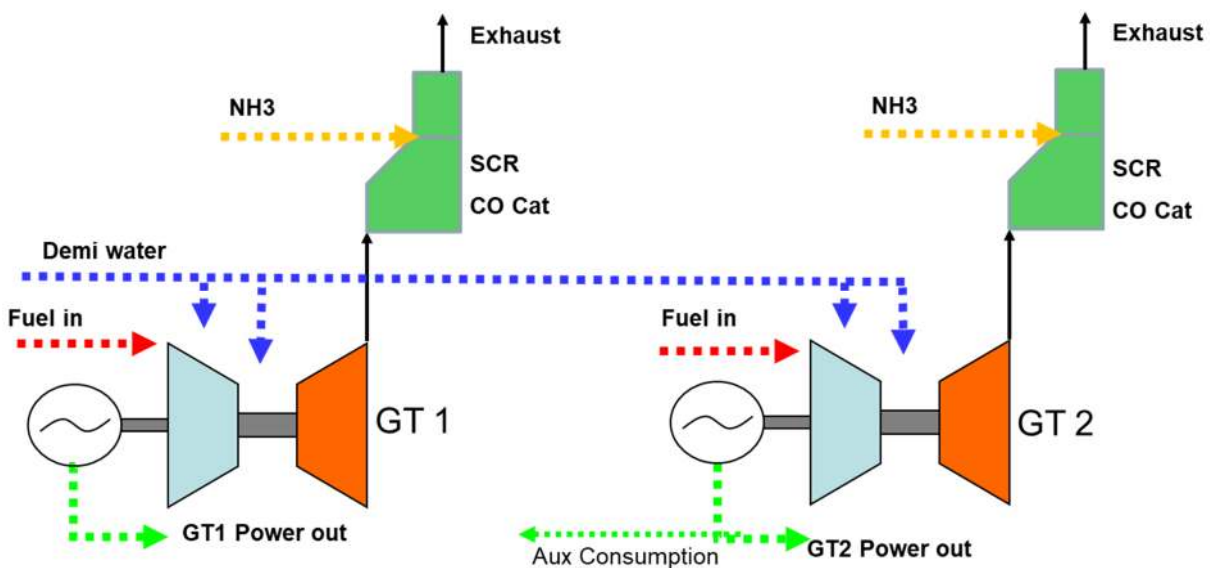 Exhaust
Exhaust
NH3
NH3
SCR
SCR
CO Cat
CO Cat
Demi water
Fuel in
Fuel in
GT 1
GT 2
GT1 Power out
GT2 Power out
Aux Consumption